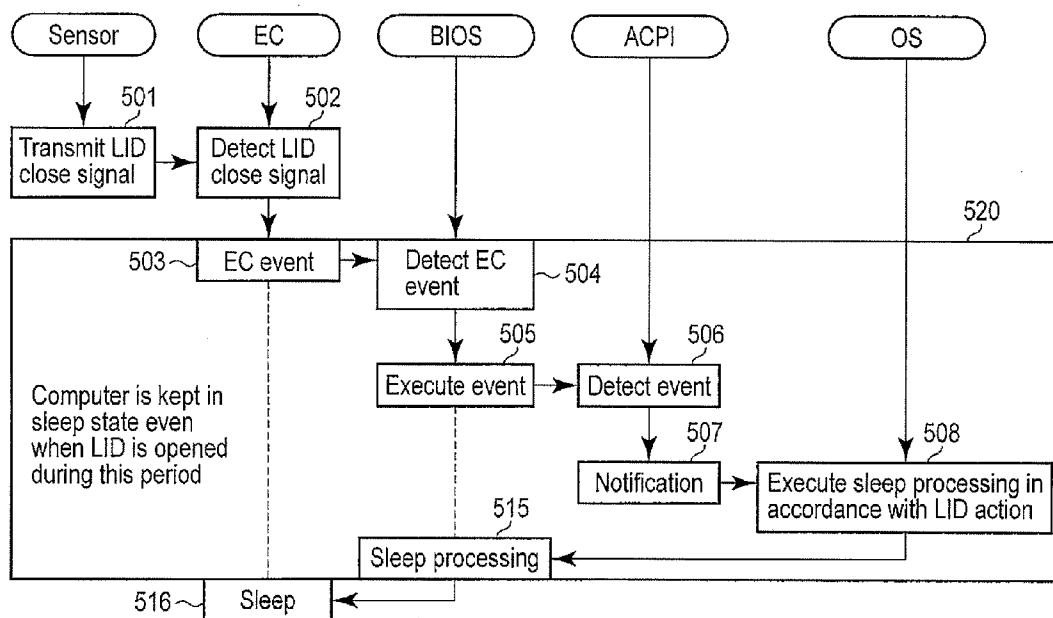 Sensor
EC
BIOS
ACPI
OS
501
502
Transmit LID
close signal
Detect LID
close signal
520
503
EC event
Detect EC
event
504
505
506
Execute event
Detect event
Computer is kept in
sleep state even
when LID is opened
during this period
507
508
Notification
Execute sleep processing in
accordance with LID action
515
Sleep processing
516
Sleep